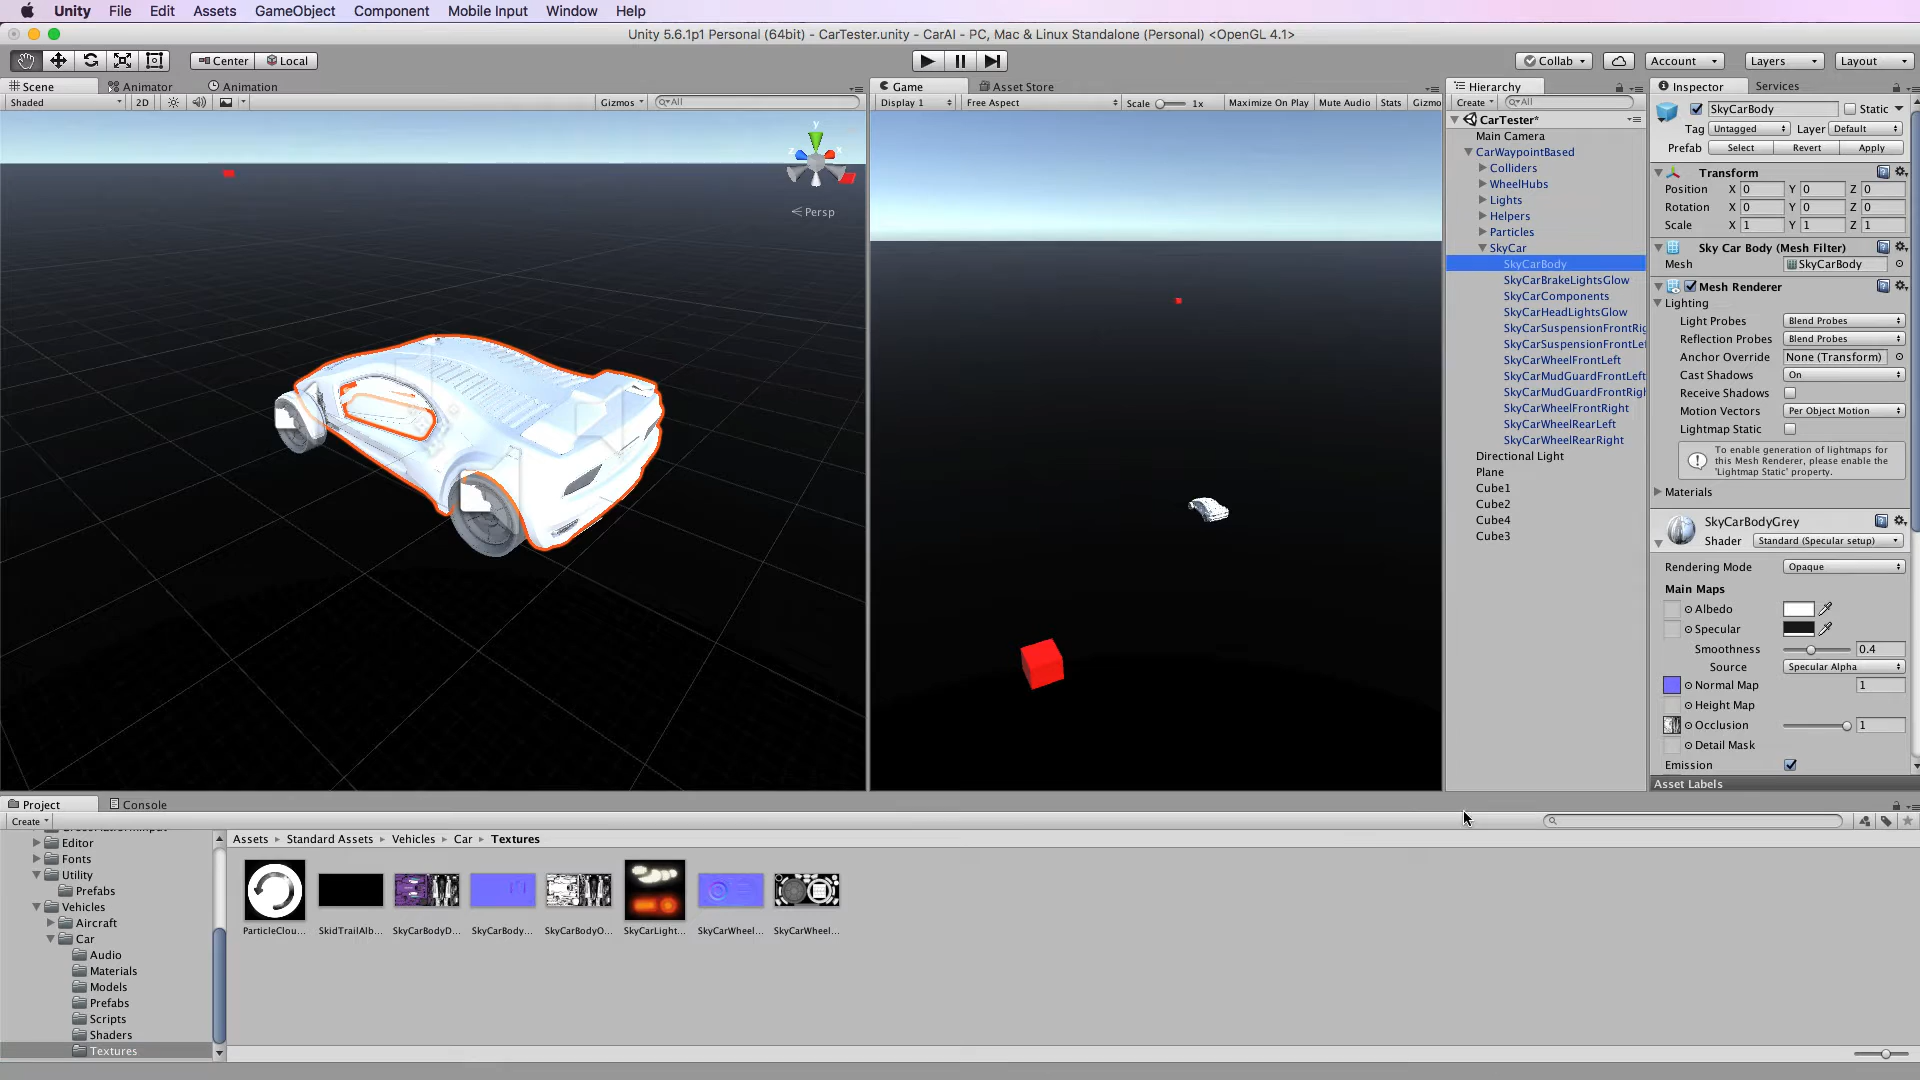 Unity File Edit Assets GameObject Component Mobile Input Window Help
Unity 5.6.1p1 Personal (64bit) - CarTester.unity - CarAI - PC, Mac & Linux Standalone (Personal) <OpenGL 4.1>
Center Local
Collab Account Layers Layout
Scene Animator Animation
Shaded 2D Gizmos All
y
x
z
Persp
Game Asset Store
Display 1 Free Aspect Scale 1x Maximize On Play Mute Audio Stats Gizmo
Hierarchy
Create All
CarTester*
Main Camera
CarWaypointBased
Colliders
WheelHubs
Lights
Helpers
Particles
SkyCar
SkyCarBody
SkyCarBrakeLightsGlow
SkyCarComponents
SkyCarHeadLightsGlow
SkyCarSuspensionFrontRig
SkyCarSuspensionFrontLef
SkyCarWheelFrontLeft
SkyCarMudGuardFrontLeft
SkyCarMudGuardFrontRigh
SkyCarWheelFrontRight
SkyCarWheelRearLeft
SkyCarWheelRearRight
Directional Light
Plane
Cube1
Cube2
Cube4
Cube3
Inspector Services
SkyCarBody Static
Tag Untagged Layer Default
Prefab Select Revert Apply
Transform
Position X 0 Y 0 Z 0
Rotation X 0 Y 0 Z 0
Scale X 1 Y 1 Z 1
Sky Car Body (Mesh Filter)
Mesh SkyCarBody
Mesh Renderer
Lighting
Light Probes Blend Probes
Reflection Probes Blend Probes
Anchor Override None (Transform)
Cast Shadows On
Receive Shadows
Motion Vectors Per Object Motion
Lightmap Static
To enable generation of lightmaps for
this Mesh Renderer, please enable the
'Lightmap Static' property.
Materials
SkyCarBodyGrey
Shader Standard (Specular setup)
Rendering Mode Opaque
Main Maps
Albedo
Specular
Smoothness 0.4
Source Specular Alpha
Normal Map 1
Height Map
Occlusion 1
Detail Mask
Emission
Asset Labels
Project Console
Create
Editor
Fonts
Utility
Prefabs
Vehicles
Aircraft
Car
Audio
Materials
Models
Prefabs
Scripts
Shaders
Textures
Assets Standard Assets Vehicles Car Textures
ParticleClou... SkidTrailAlb... SkyCarBodyD... SkyCarBody... SkyCarBodyO... SkyCarLight... SkyCarWheel... SkyCarWheel...